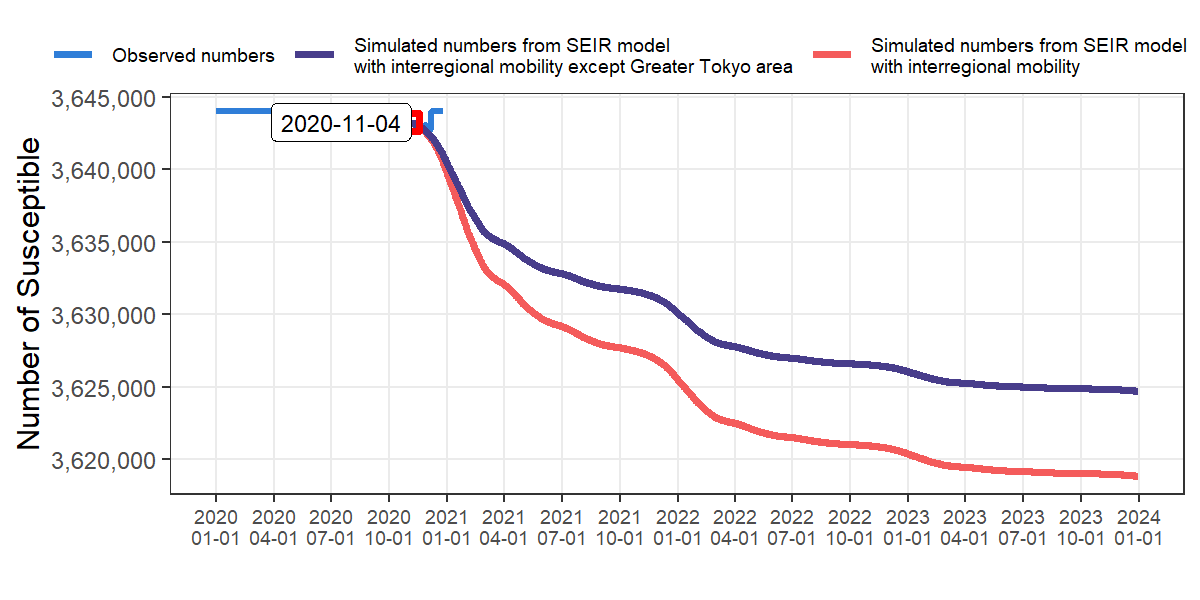 Observed numbers
Simulated numbers from SEIR model
with interregional mobility except Greater Tokyo area
Simulated numbers from SEIR model
with interregional mobility
Number of Susceptible
3,645,000
3,640,000
3,635,000
3,630,000
3,625,000
3,620,000
2020-11-04
2020 2020 2020 2020 2021 2021 2021 2021 2022 2022 2022 2022 2023 2023 2023 2023 2024
01-01 04-01 07-01 10-01 01-01 04-01 07-01 10-01 01-01 04-01 07-01 10-01 01-01 04-01 07-01 10-01 01-01